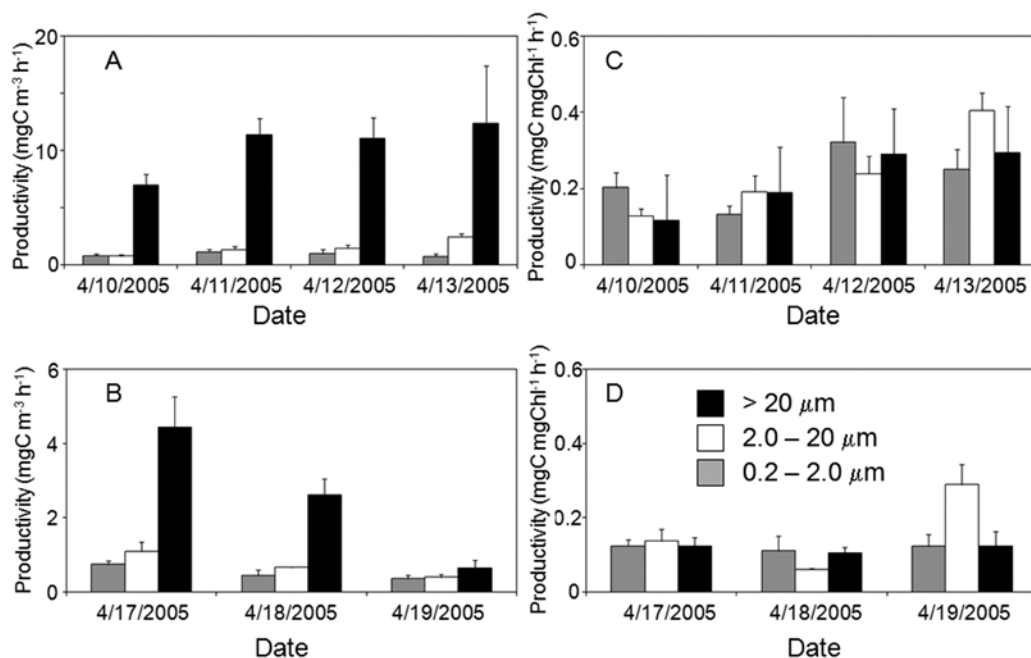 A
Productivity (mgC m-3 h-1)
20
10
0
4/10/2005 4/11/2005 4/12/2005 4/13/2005
Date
C
Productivity (mgC mgChl-1 h-1)
0.6
0.4
0.2
0
4/10/2005 4/11/2005 4/12/2005 4/13/2005
Date
B
Productivity (mgC m-3 h-1)
6
4
2
0
4/17/2005 4/18/2005 4/19/2005
Date
D
Productivity (mgC mgChl-1 h-1)
0.6
0.4
0.2
0
> 20 μm
2.0 – 20 μm
0.2 – 2.0 μm
4/17/2005 4/18/2005 4/19/2005
Date